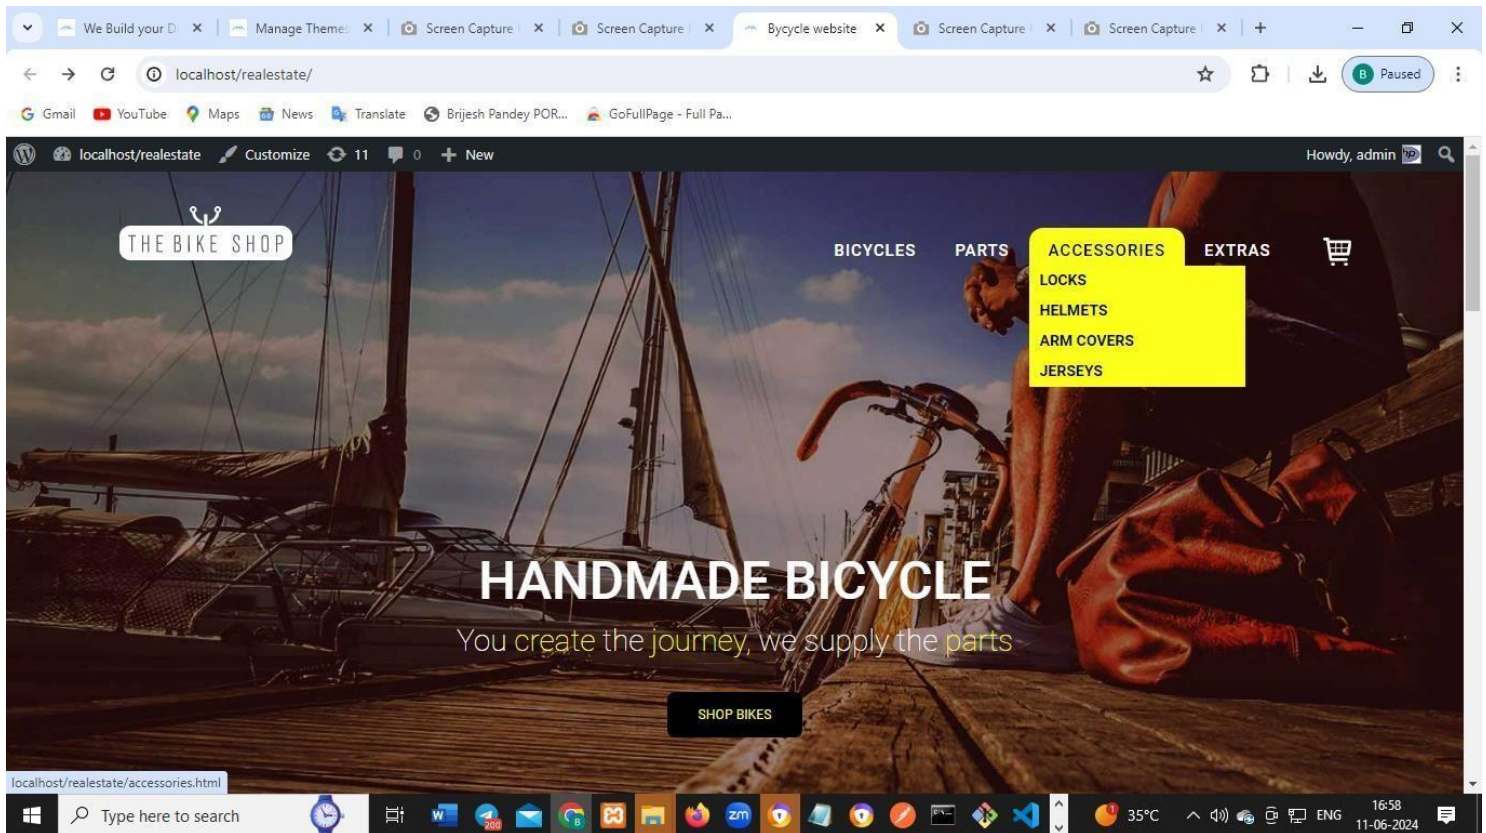 We Build your D
Manage Themes
Screen Capture
Screen Capture
Bycycle website
Screen Capture
Screen Capture
localhost/realestate/
B Paused
Gmail
YouTube
Maps
News
Translate
Brijesh Pandey POR...
GoFullPage - Full Pa...
localhost/realestate
Customize
11
0
New
Howdy, admin
hp
THE BIKE SHOP
BICYCLES
PARTS
ACCESSORIES
EXTRAS
LOCKS
HELMETS
ARM COVERS
JERSEYS
HANDMADE BICYCLE
You create the journey, we supply the parts
SHOP BIKES
localhost/realestate/accessories.html
Type here to search
zm
35°C
ENG
16:58
11-06-2024